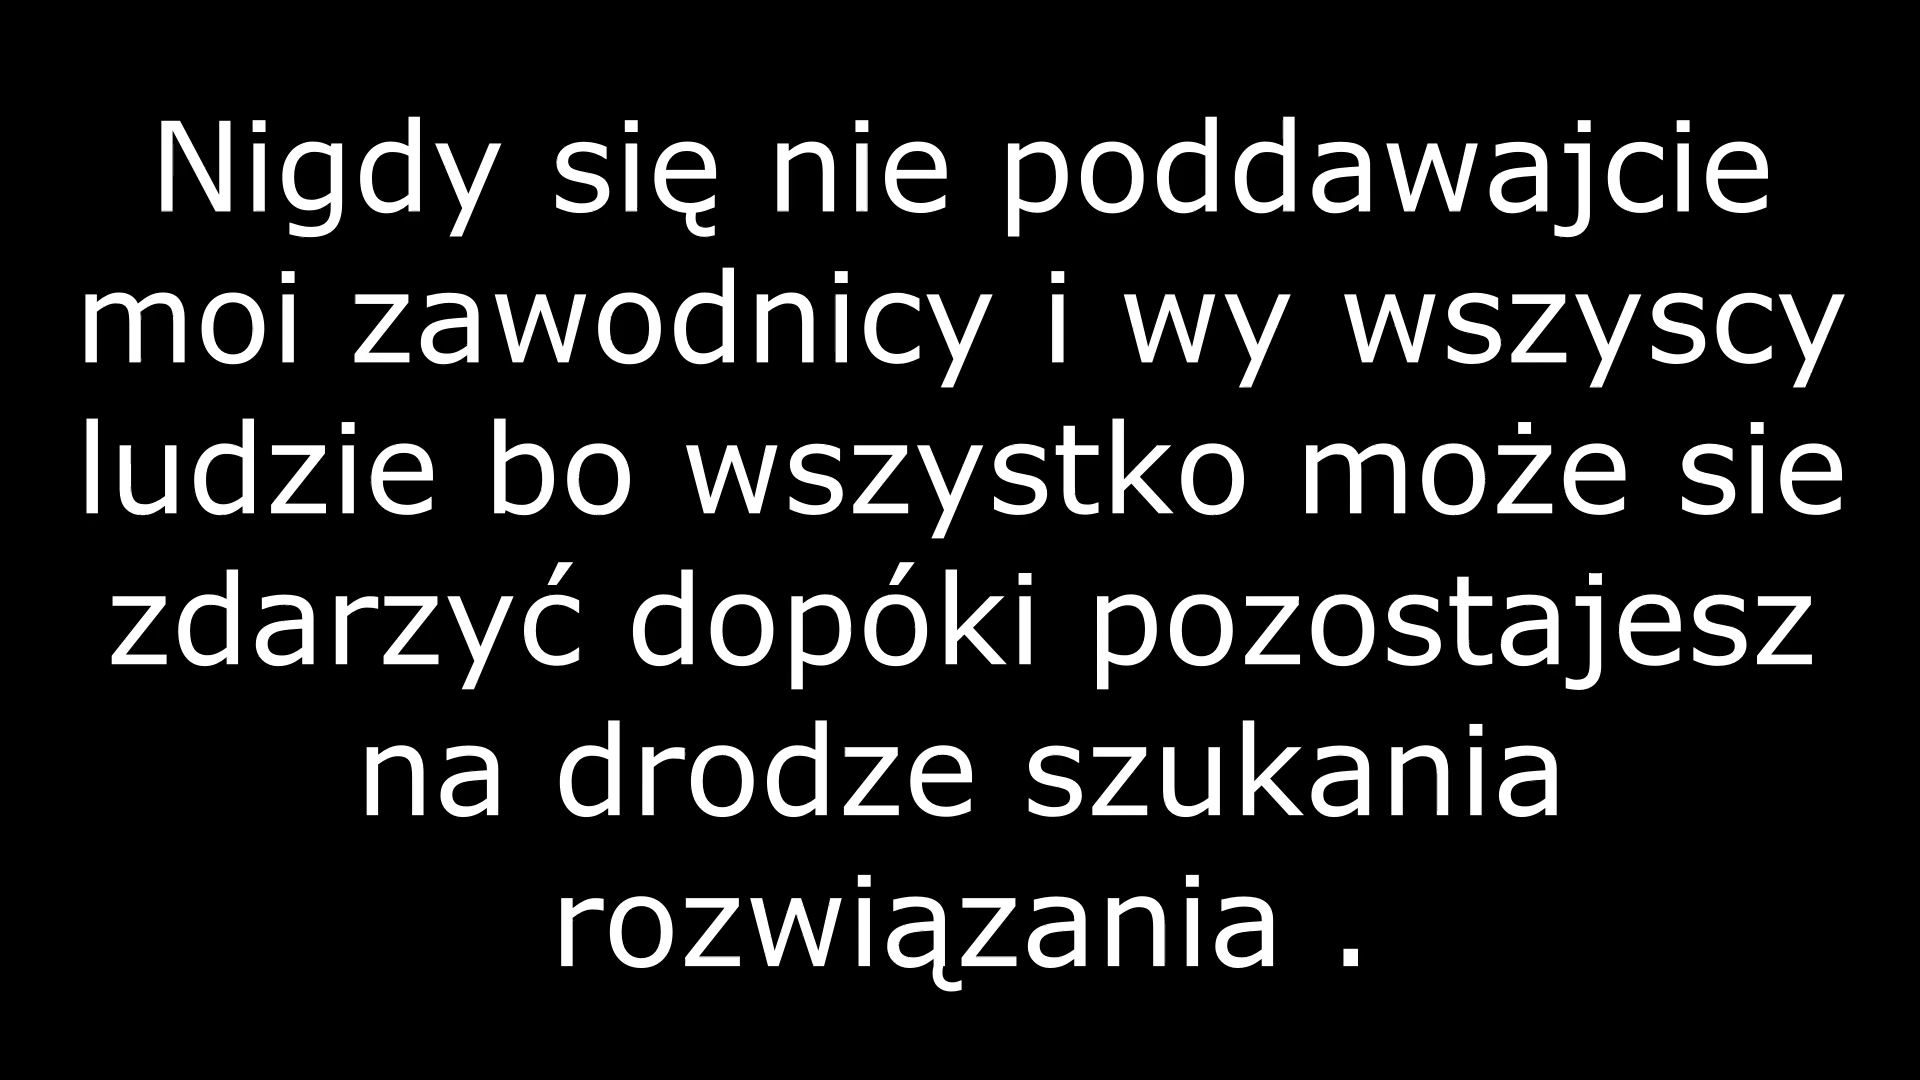 Nigdy się nie poddawajcie
moi zawodnicy i wy wszyscy
ludzie bo wszystko może sie
zdarzyć dopóki pozostajesz
na drodze szukania
rozwiązania .